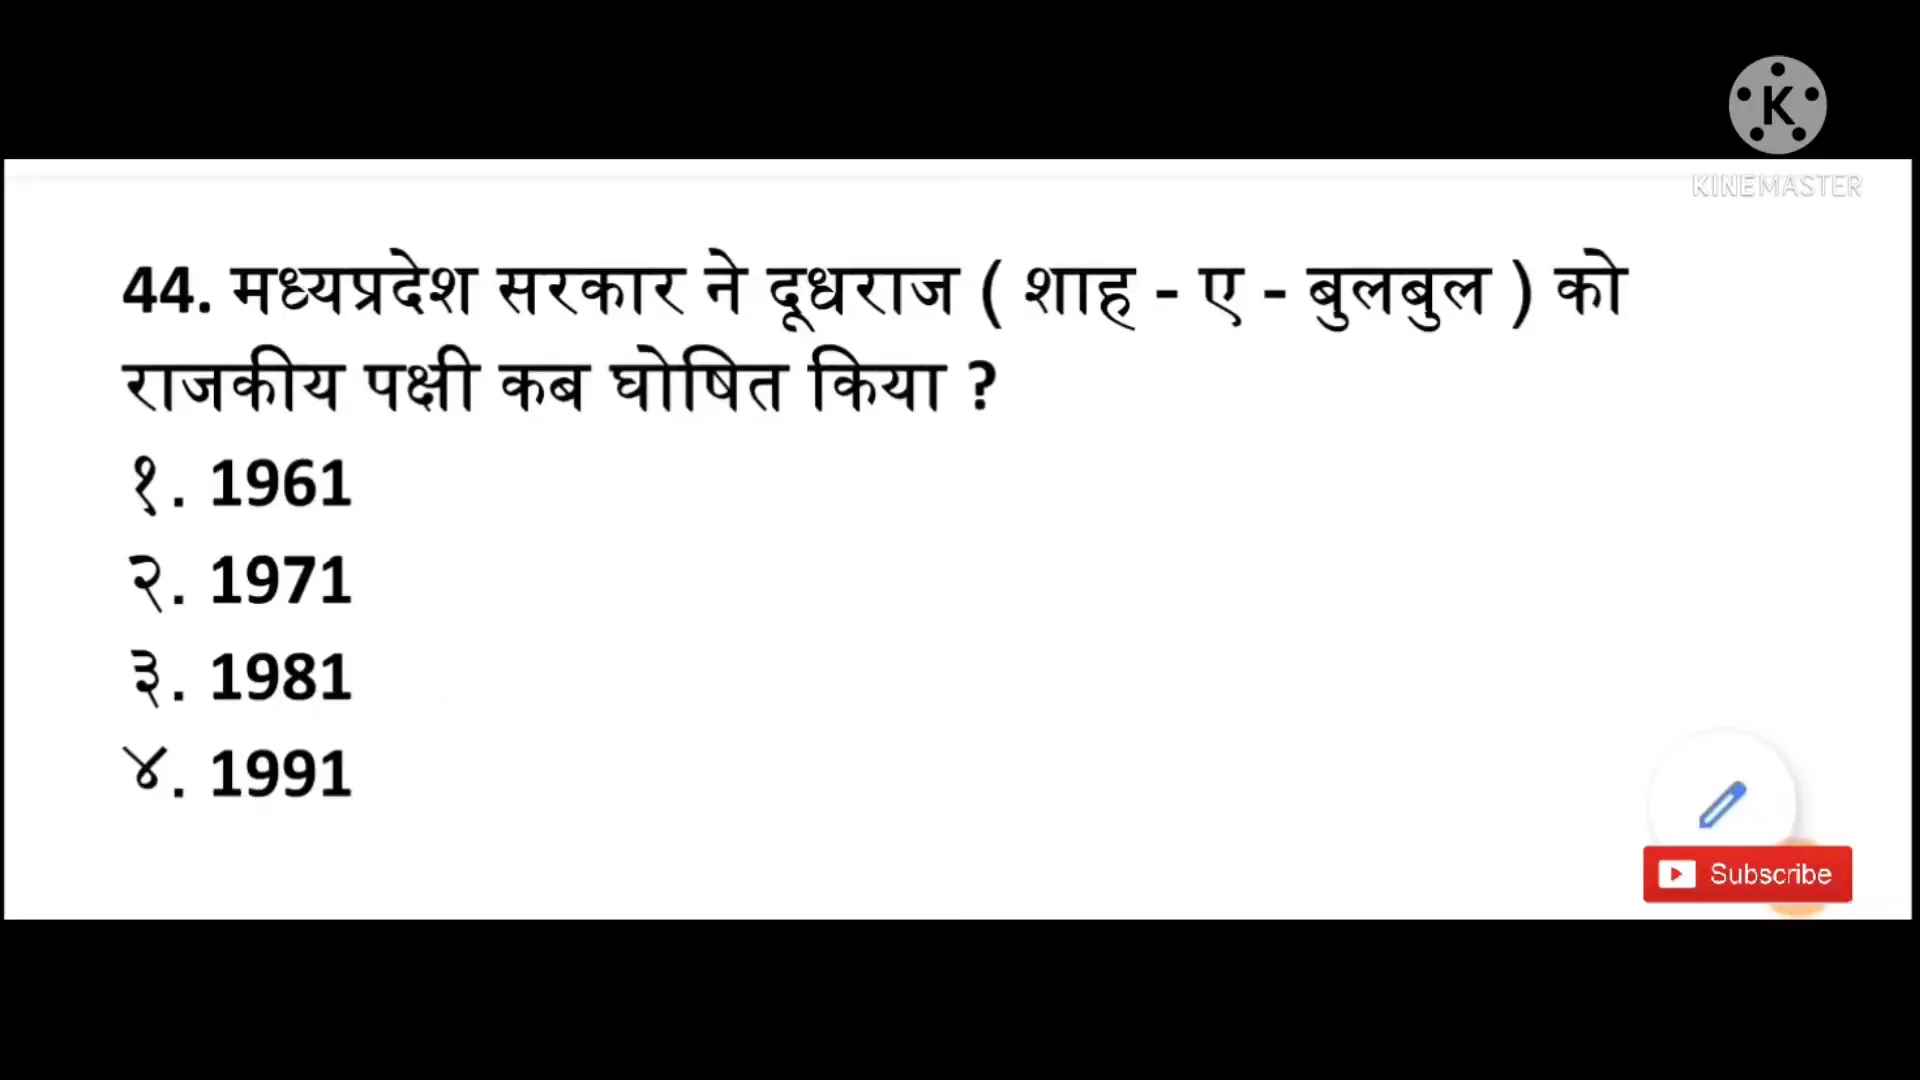 K
KINEMASTER
44. मध्यप्रदेश सरकार ने दूधराज ( शाह - ए - बुलबुल ) को
राजकीय पक्षी कब घोषित किया ?
१. 1961
२. 1971
३. 1981
४. 1991
Subscribe